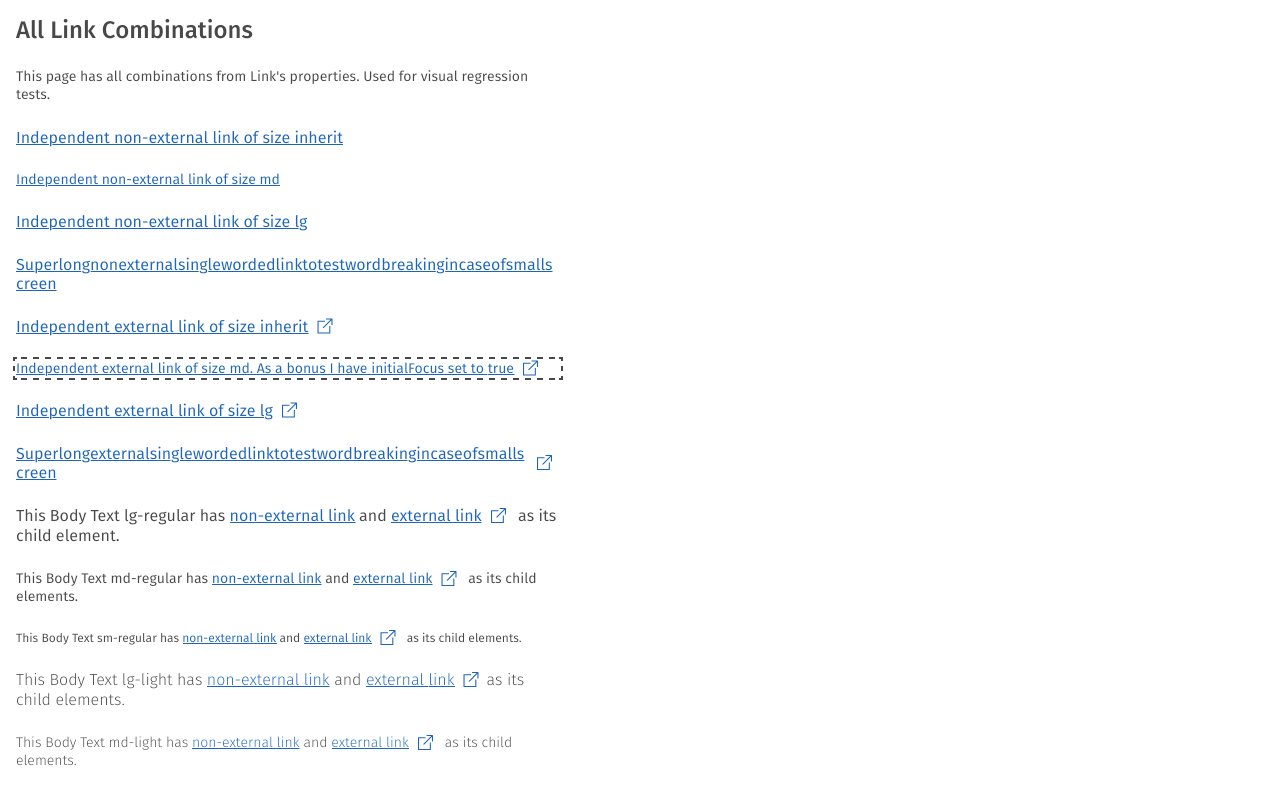 All Link Combinations
This page has all combinations from Link's properties. Used for visual regression
tests.
Independent non-external link of size inherit
Independent non-external link of size md
Independent non-external link of size lg
Superlongnonexternalsinglewordedlinktotestwordbreakingincaseofsmalls
creen
Independent external link of size inherit
Independent external link of size md. As a bonus I have initialFocus set to true
Independent external link of size lg
Superlongexternalsinglewordedlinktotestwordbreakingincaseofsmalls
creen
This Body Text lg-regular has non-external link and external link as its
child element.
This Body Text md-regular has non-external link and external link as its child
elements.
This Body Text sm-regular has non-external link and external link as its child elements.
This Body Text lg-light has non-external link and external link as its
child elements.
This Body Text md-light has non-external link and external link as its child
elements.